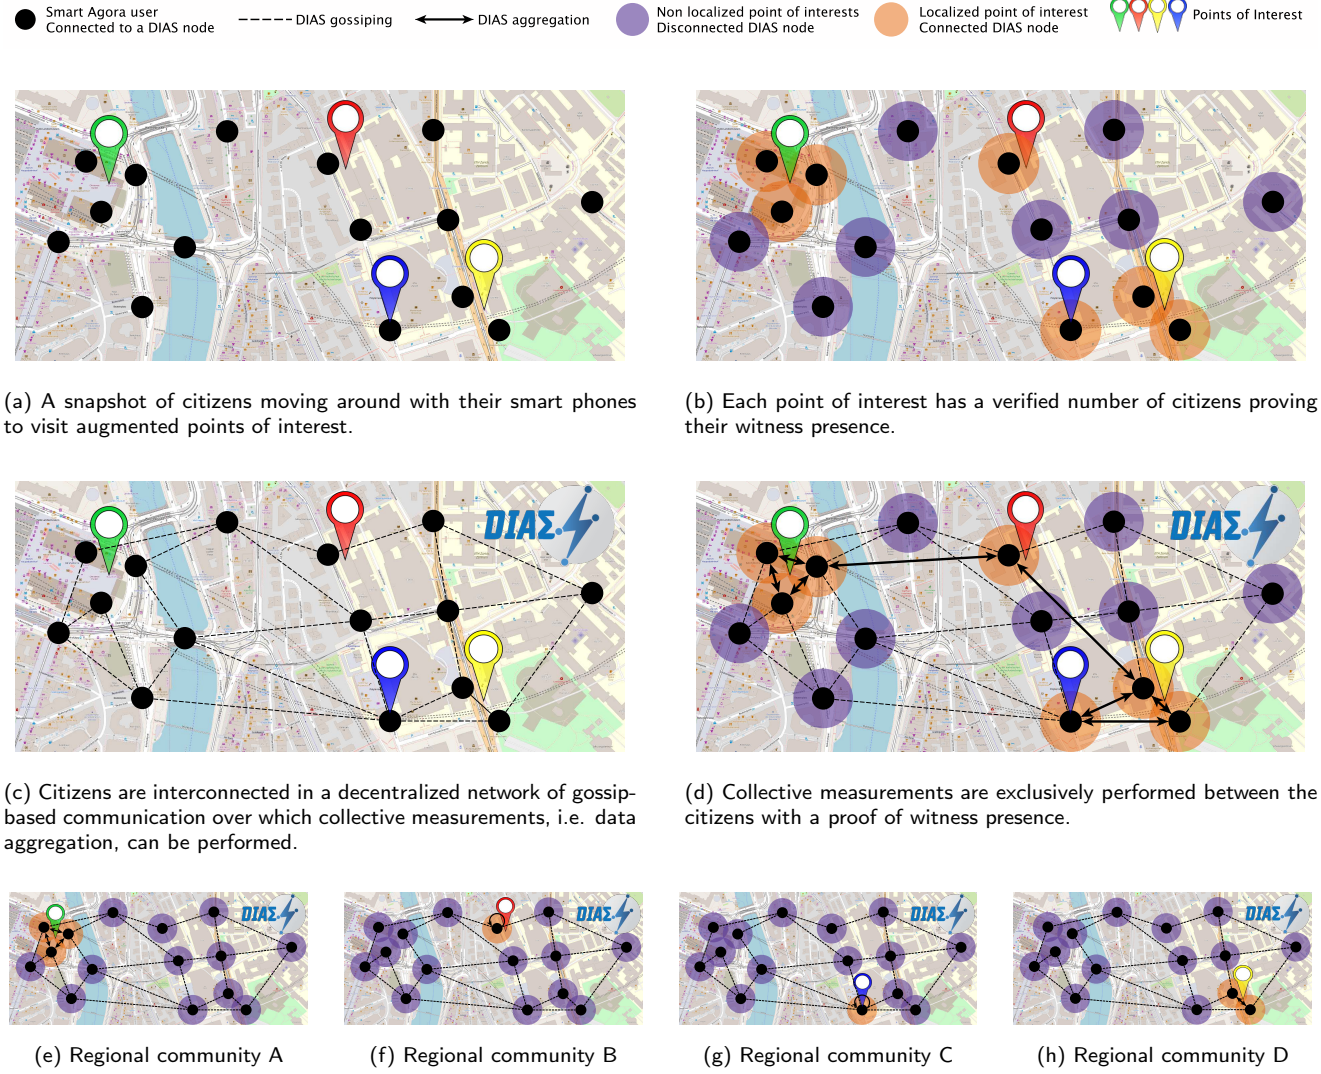 Smart Agora user
Connected to a DIAS node
DIAS gossiping
DIAS aggregation
Non localized point of interests
Disconnected DIAS node
Localized point of interest
Connected DIAS node
Points of Interest
(a) A snapshot of citizens moving around with their smart phones
to visit augmented points of interest.
(b) Each point of interest has a verified number of citizens proving
their witness presence.
DIAΣ
DIAΣ
(c) Citizens are interconnected in a decentralized network of gossip-
based communication over which collective measurements, i.e. data
aggregation, can be performed.
(d) Collective measurements are exclusively performed between the
citizens with a proof of witness presence.
DIAΣ
DIAΣ
DIAΣ
DIAΣ
(e) Regional community A
(f) Regional community B
(g) Regional community C
(h) Regional community D